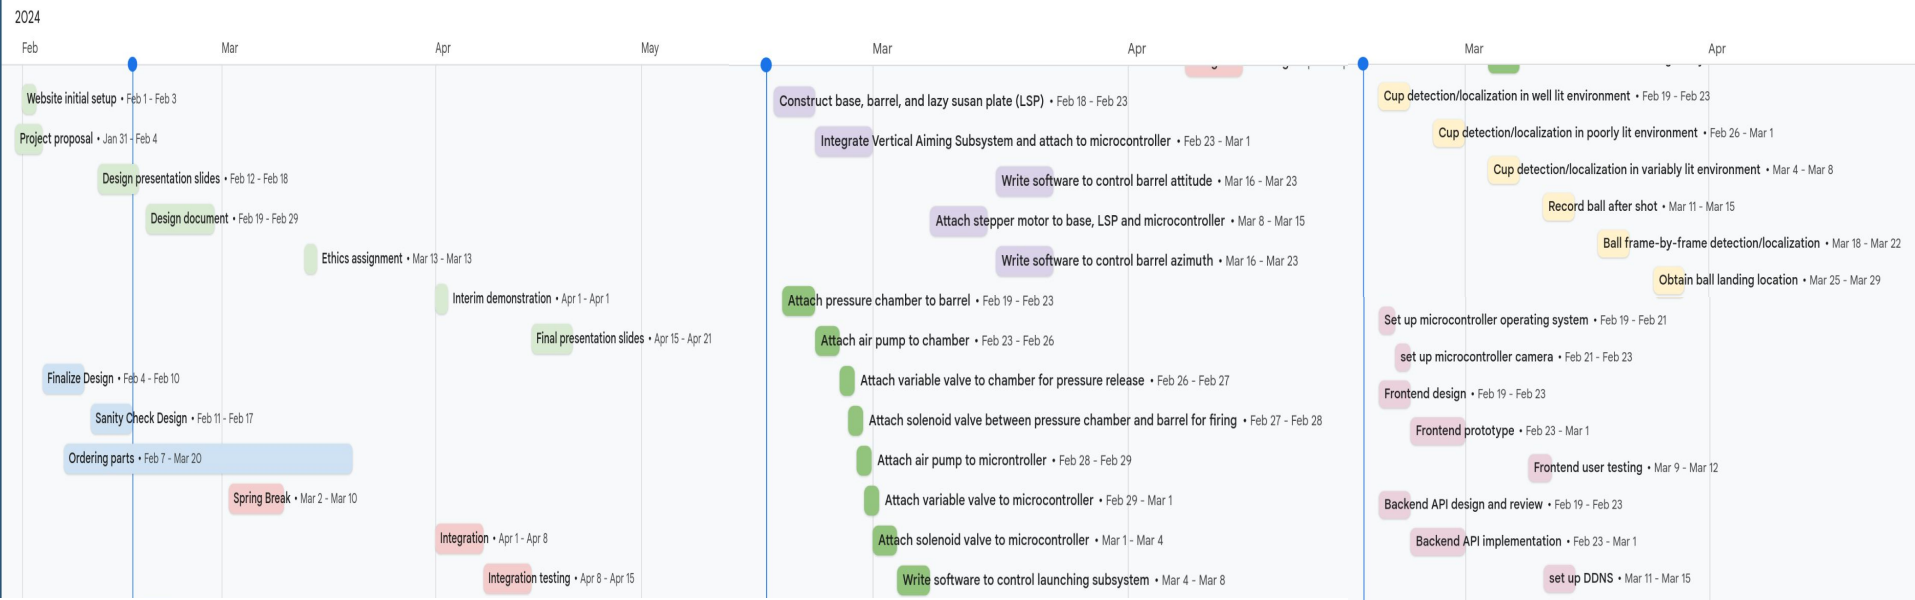 2024
Feb Mar Apr May
Website initial setup • Feb 1 - Feb 3
Project proposal • Jan 31 - Feb 4
Design presentation slides • Feb 12 - Feb 18
Design document • Feb 19 - Feb 29
Ethics assignment • Mar 13 - Mar 13
Interim demonstration • Apr 1 - Apr 1
Final presentation slides • Apr 15 - Apr 21
Finalize Design • Feb 4 - Feb 10
Sanity Check Design • Feb 11 - Feb 17
Ordering parts • Feb 7 - Mar 20
Spring Break • Mar 2 - Mar 10
Integration • Apr 1 - Apr 8
Integration testing • Apr 8 - Apr 15
Mar Apr
Construct base, barrel, and lazy susan plate (LSP) • Feb 18 - Feb 23
Integrate Vertical Aiming Subsystem and attach to microcontroller • Feb 23 - Mar 1
Write software to control barrel attitude • Mar 16 - Mar 23
Attach stepper motor to base, LSP and microcontroller • Mar 8 - Mar 15
Write software to control barrel azimuth • Mar 16 - Mar 23
Attach pressure chamber to barrel • Feb 19 - Feb 23
Attach air pump to chamber • Feb 23 - Feb 26
Attach variable valve to chamber for pressure release • Feb 26 - Feb 27
Attach solenoid valve between pressure chamber and barrel for firing • Feb 27 - Feb 28
Attach air pump to microntroller • Feb 28 - Feb 29
Attach variable valve to microcontroller • Feb 29 - Mar 1
Attach solenoid valve to microcontroller • Mar 1 - Mar 4
Write software to control launching subsystem • Mar 4 - Mar 8
Mar Apr
Cup detection/localization in well lit environment • Feb 19 - Feb 23
Cup detection/localization in poorly lit environment • Feb 26 - Mar 1
Cup detection/localization in variably lit environment • Mar 4 - Mar 8
Record ball after shot • Mar 11 - Mar 15
Ball frame-by-frame detection/localization • Mar 18 - Mar 22
Obtain ball landing location • Mar 25 - Mar 29
Set up microcontroller operating system • Feb 19 - Feb 21
set up microcontroller camera • Feb 21 - Feb 23
Frontend design • Feb 19 - Feb 23
Frontend prototype • Feb 23 - Mar 1
Frontend user testing • Mar 9 - Mar 12
Backend API design and review • Feb 19 - Feb 23
Backend API implementation • Feb 23 - Mar 1
set up DDNS • Mar 11 - Mar 15